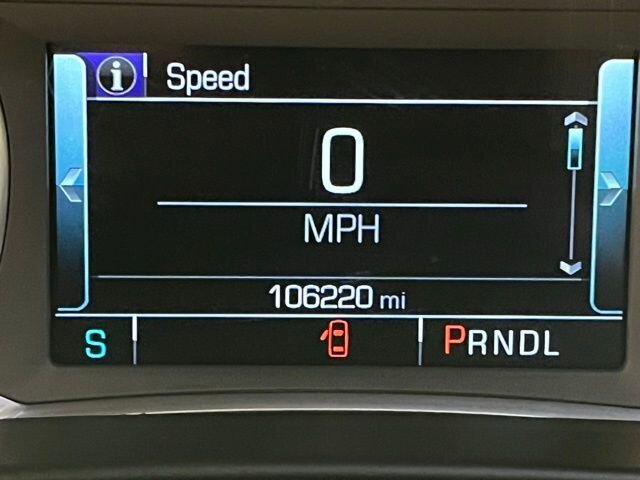 i Speed
0
MPH
106220 mi
S PRNDL